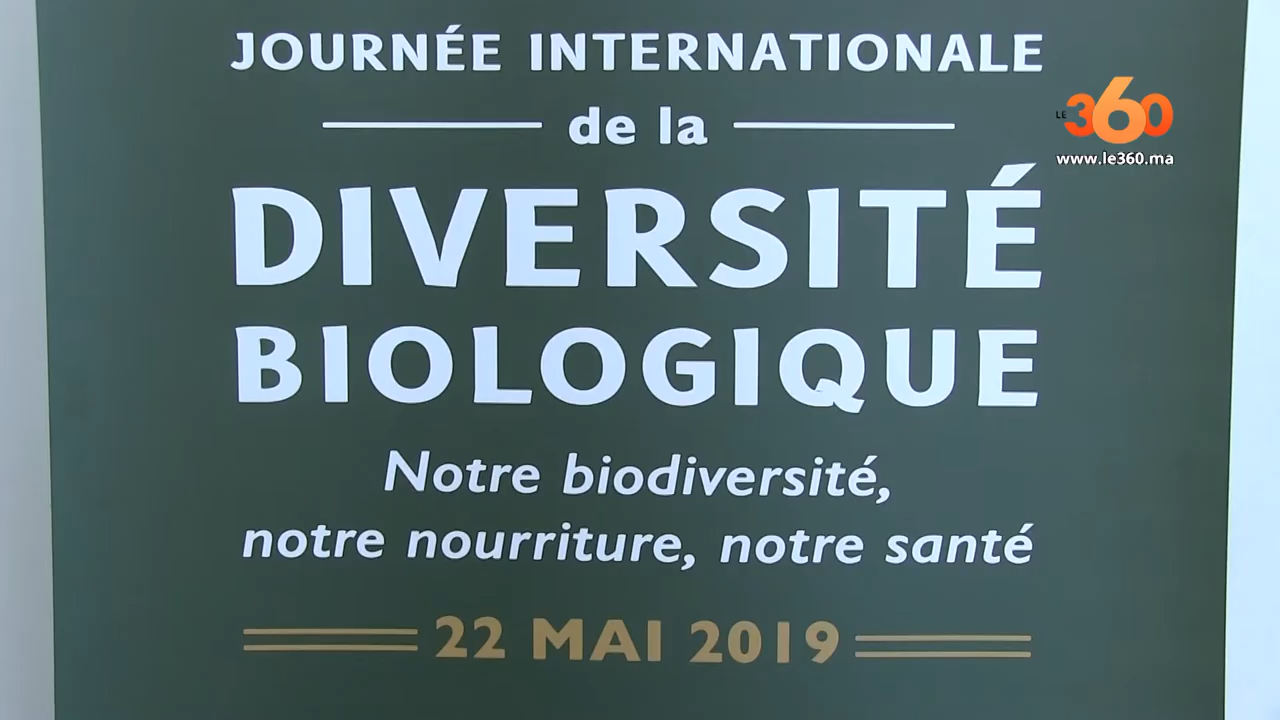 JOURNÉE INTERNATIONALE
de la
DIVERSITÉ
BIOLOGIQUE
Notre biodiversité,
notre nourriture, notre santé
22 MAI 2019
LE 360
www.le360.ma